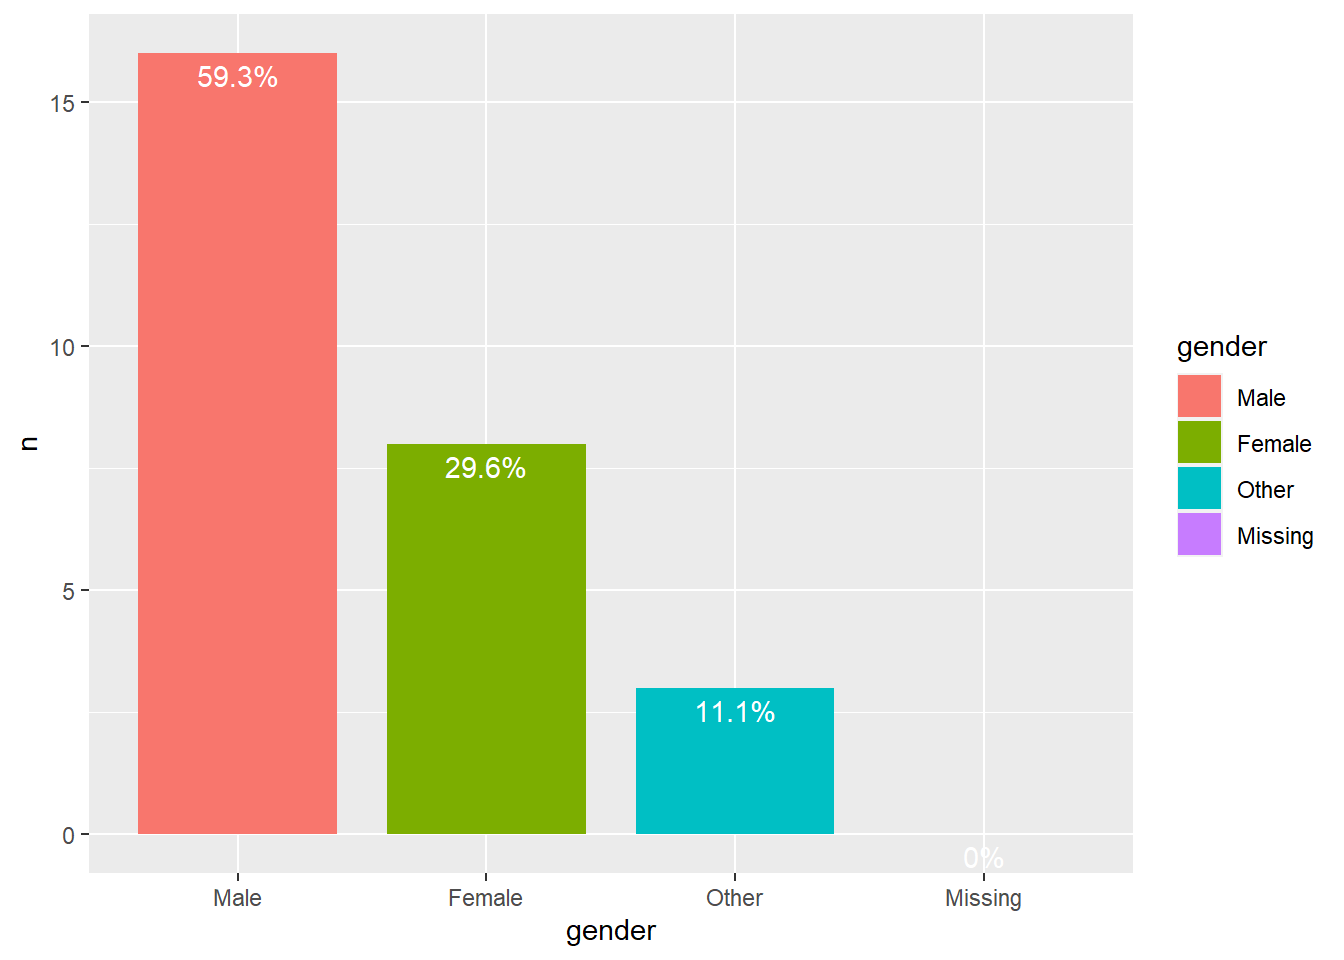 59.3%
15
10
n
29.6%
5
11.1%
0
0%
Male Female Other Missing
gender
gender
Male
Female
Other
Missing